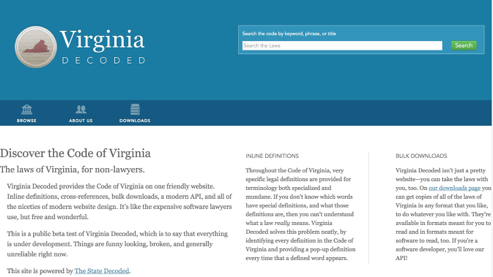 Virginia
DECODED
Search the code by keyword, phrase, or title
Search the Laws
Search
BROWSE
ABOUT US
DOWNLOADS
Discover the Code of Virginia
The laws of Virginia, for non-lawyers.
Virginia Decoded provides the Code of Virginia on one friendly website.
Inline definitions, cross-references, bulk downloads, a modern API, and all of
the niceties of modern website design. It's like the expensive software lawyers
use, but free and wonderful.
This is a public beta test of Virginia Decoded, which is to say that everything
is under development. Things are funny looking, broken, and generally
unreliable right now.
This site is powered by The State Decoded.
INLINE DEFINITIONS
Throughout the Code of Virginia, very
specific legal definitions are provided for
terminology both specialized and
mundane. If you don't know which words
have special definitions, and what those
definitions are, then you can't understand
what a law really means. Virginia
Decoded solves this problem neatly, by
identifying every definition in the Code of
Virginia and providing a pop-up definition
every time that a defined word appears.
BULK DOWNLOADS
Virginia Decoded isn't just a pretty
website—you can take the laws with
you, too. On our downloads page you
can get copies of all of the laws of
Virginia in any format that you like,
to do whatever you like with. They're
available in formats meant for you to
read and in formats meant for
software to read, too. If you're a
software developer, you'll love our
API!